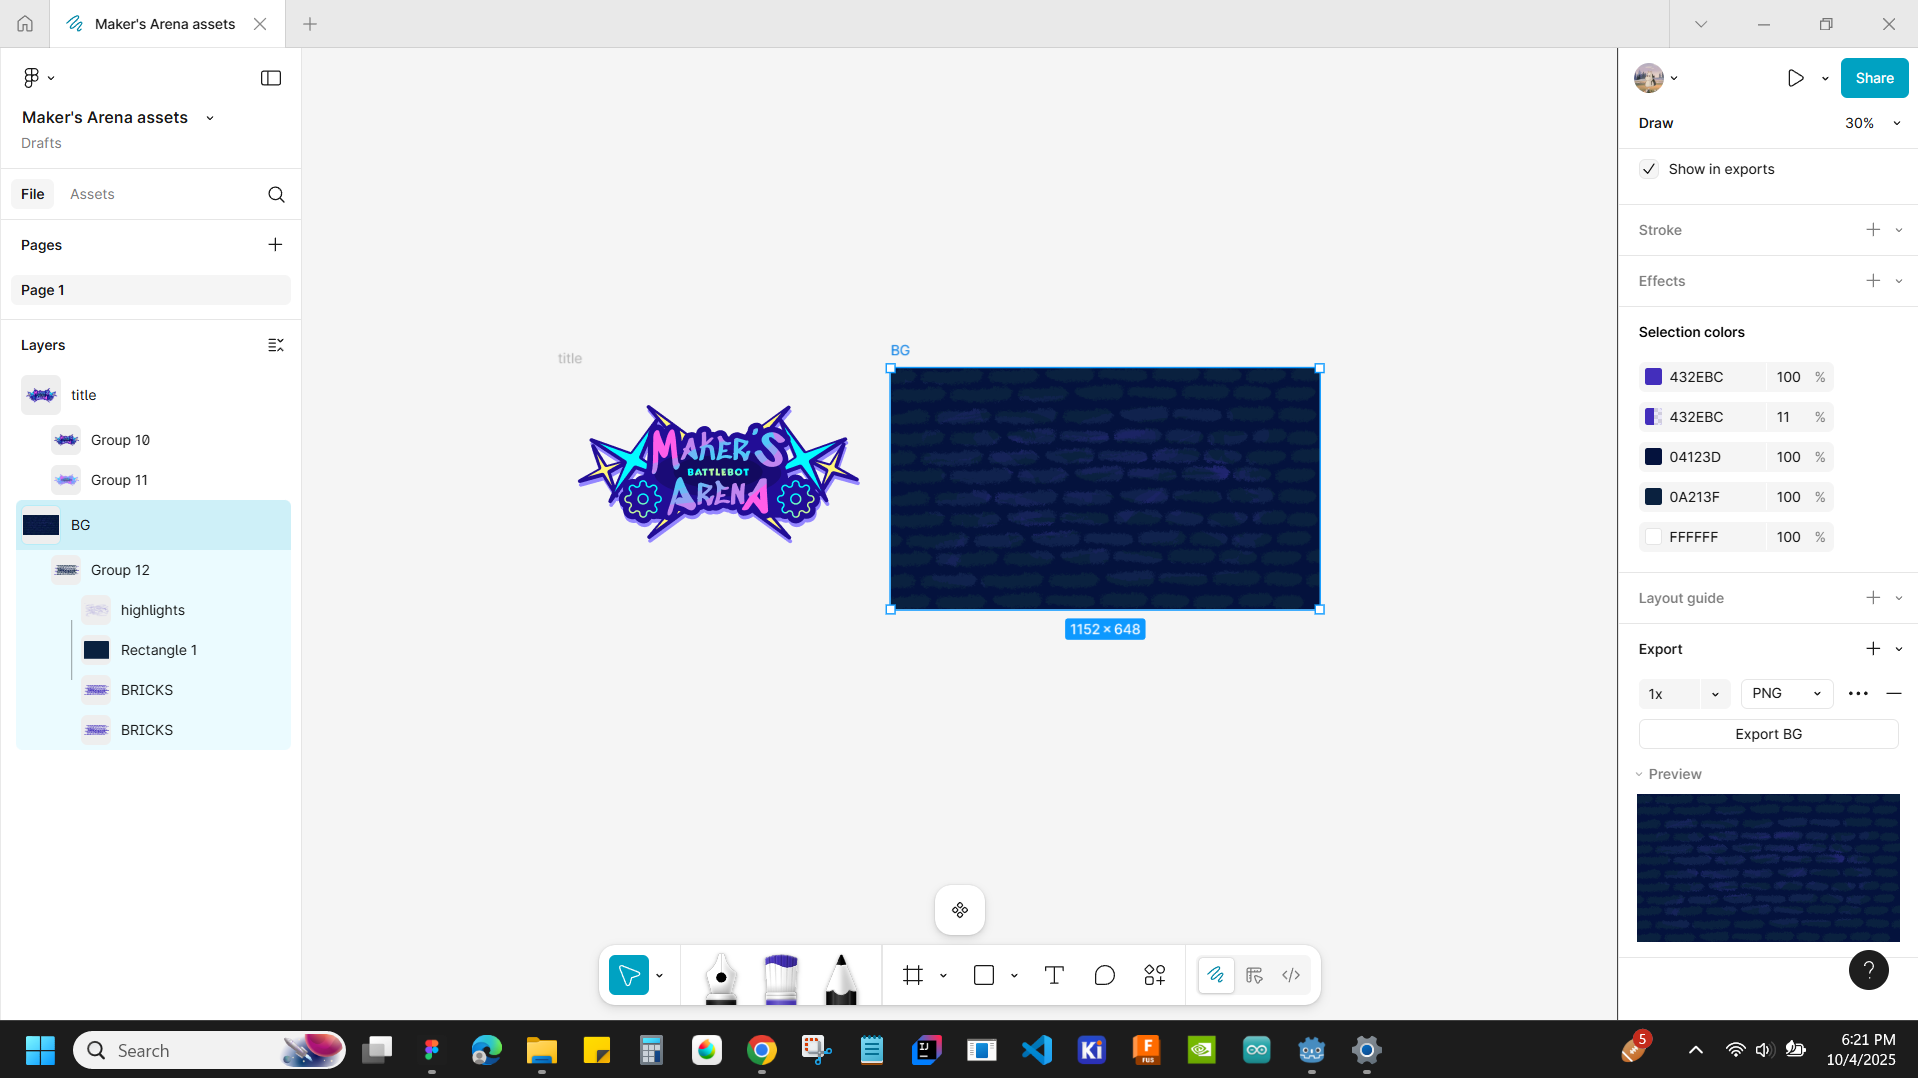 Maker's Arena assets
Maker's Arena assets
Drafts
File
Assets
Pages
Page 1
Layers
title
Group 10
Group 11
BG
Group 12
highlights
Rectangle 1
BRICKS
BRICKS
title
MAKER'S
BATTLEBOT
ARENA
BG
1152 × 648
Share
Draw
30%
Show in exports
Stroke
Effects
Selection colors
432EBC 100 %
432EBC 11 %
04123D 100 %
0A213F 100 %
FFFFFF 100 %
Layout guide
Export
1x
PNG
Export BG
Preview
?
Search
IJ
Ki
F
FUS
5
6:21 PM
10/4/2025